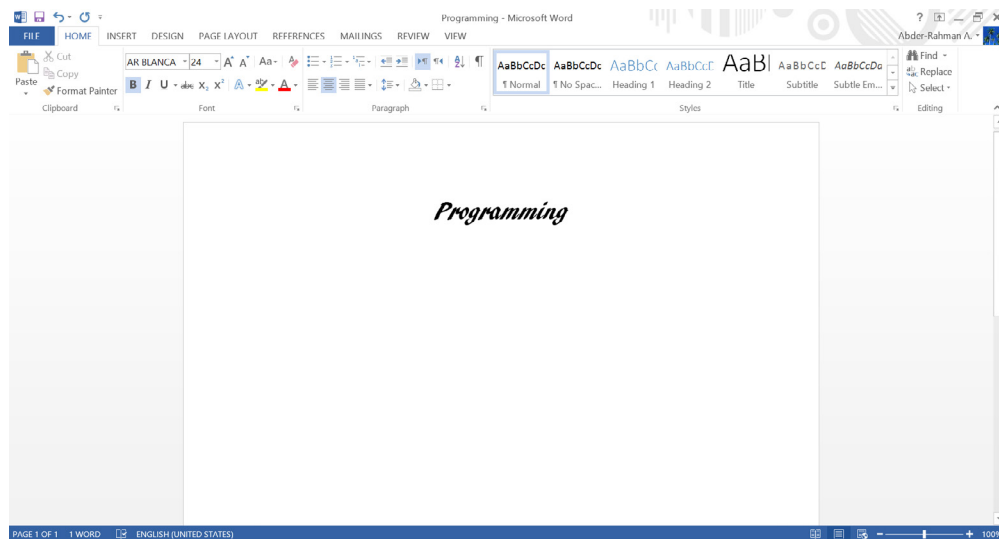 Programming - Microsoft Word
FILE HOME INSERT DESIGN PAGE LAYOUT REFERENCES MAILINGS REVIEW VIEW Abder-Rahman A.
Paste
Cut
Copy
Format Painter
AR BLANCA 24
AaBbCcDc AaBbCcDc AaBbCc AaBbCcC AaBl AaBbCcC AaBbCcDa
¶ Normal ¶ No Spac... Heading 1 Heading 2 Title Subtitle Subtle Em...
Find
Replace
Select
Clipboard Font Paragraph Styles Editing
Programming
PAGE 1 OF 1 1 WORD ENGLISH (UNITED STATES) 100%